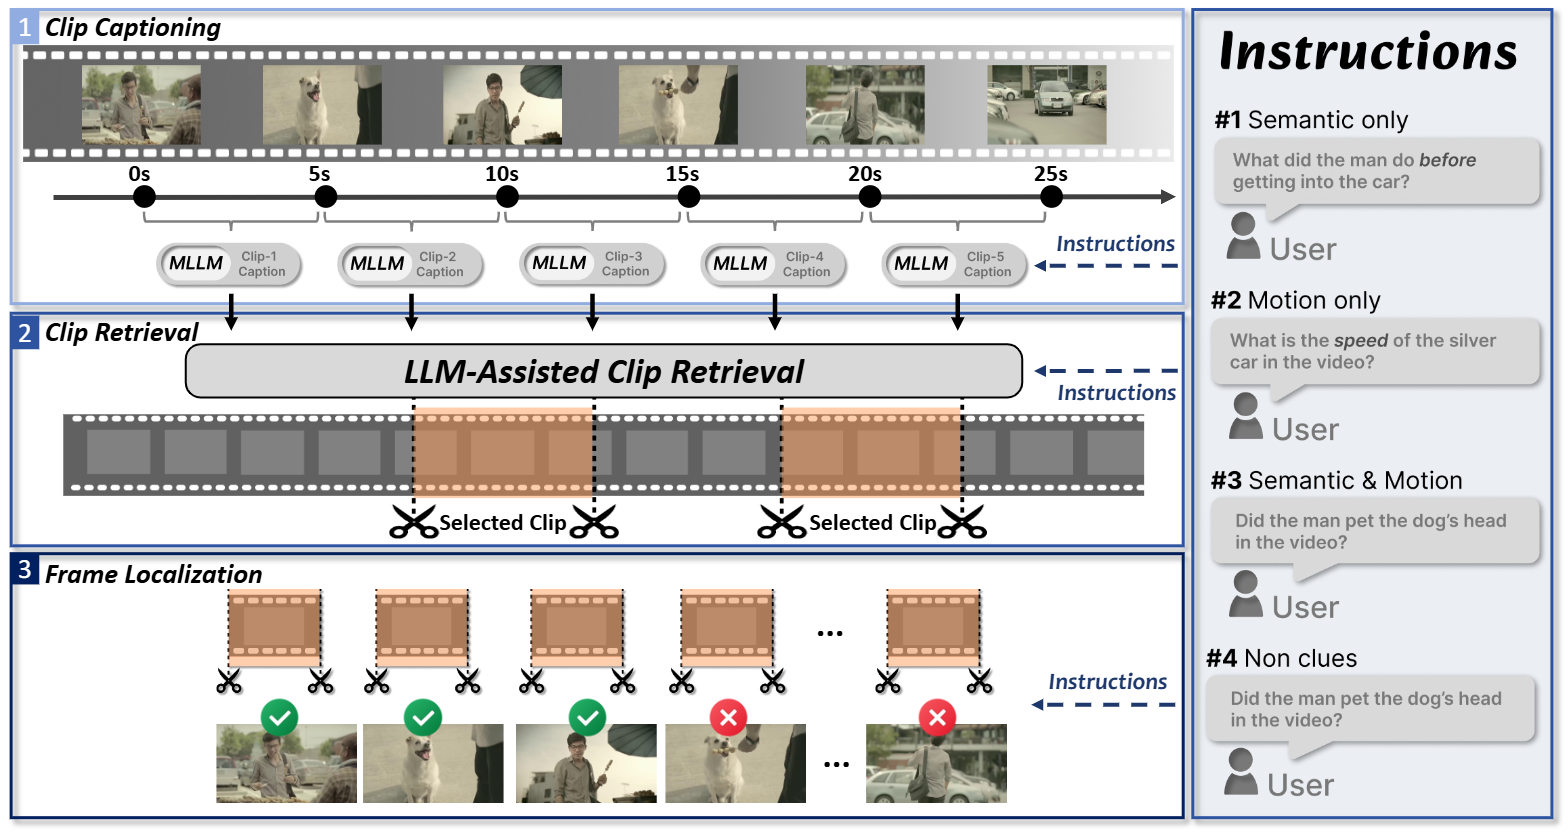 1 Clip Captioning
0s 5s 10s 15s 20s 25s
MLLM Clip-1 Caption
MLLM Clip-2 Caption
MLLM Clip-3 Caption
MLLM Clip-4 Caption
MLLM Clip-5 Caption
Instructions
2 Clip Retrieval
LLM-Assisted Clip Retrieval
Instructions
Selected Clip
Selected Clip
3 Frame Localization
...
Instructions
...
Instructions
#1 Semantic only
What did the man do before
getting into the car?
User
#2 Motion only
What is the speed of the silver
car in the video?
User
#3 Semantic & Motion
Did the man pet the dog's head
in the video?
User
#4 Non clues
Did the man pet the dog's head
in the video?
User